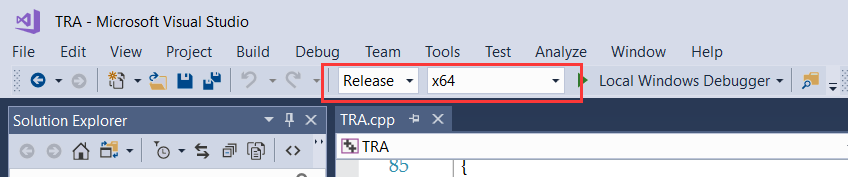 TRA - Microsoft Visual Studio
File Edit View Project Build Debug Team Tools Test Analyze Window Help
Release x64 Local Windows Debugger
Solution Explorer TRA.cpp
TRA
85 {